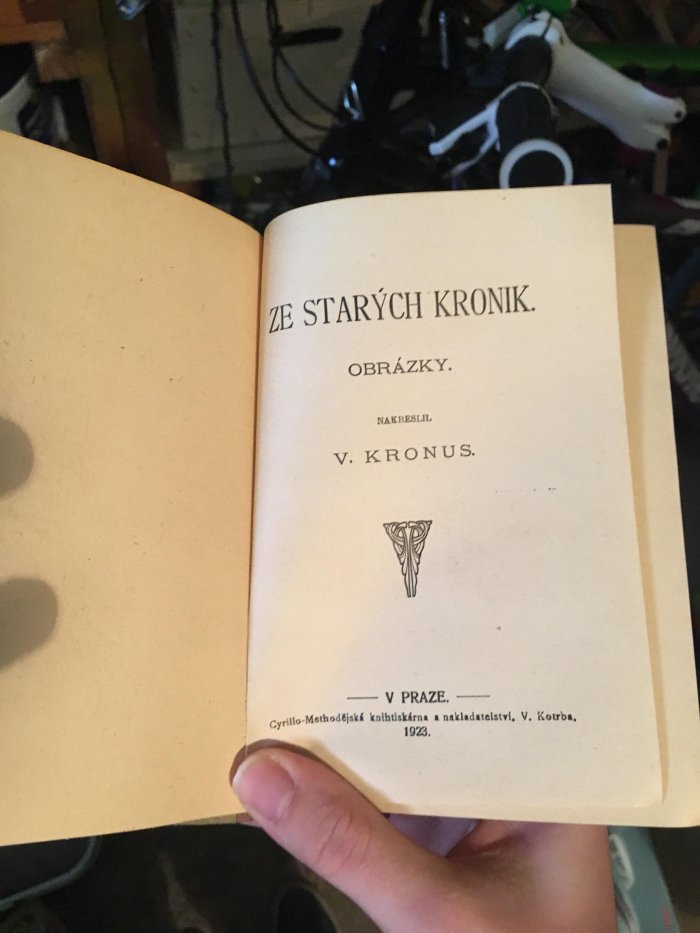 ZE STARÝCH KRONIK.
OBRÁZKY.
NAKRESLIL
V. KRONUS.
V PRAZE.
Cyrillo-Methodějská knihtiskárna a nakladatelství, V. Kotrba.
1923.